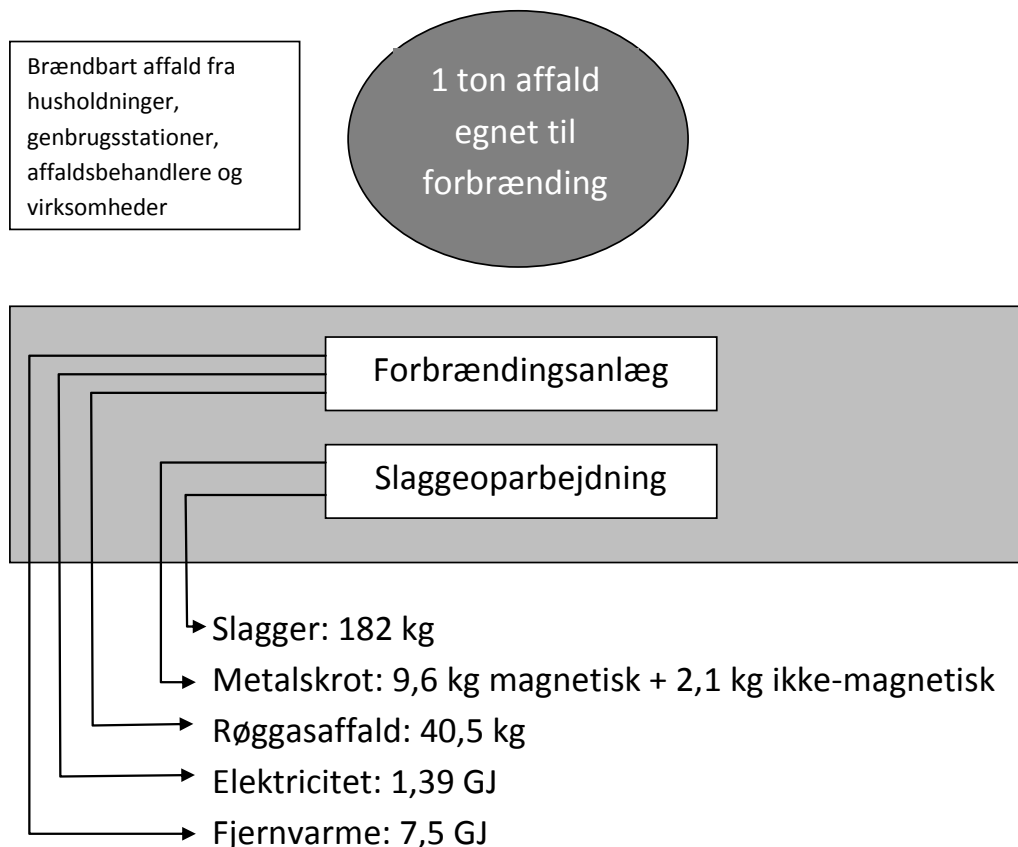 Brændbart affald fra
husholdninger,
genbrugsstationer,
affaldsbehandlere og
virksomheder
1 ton affald
egnet til
forbrænding
Forbrændingsanlæg
Slaggeoparbejdning
Slagger: 182 kg
Metalskrot: 9,6 kg magnetisk + 2,1 kg ikke-magnetisk
Røggasaffald: 40,5 kg
Elektricitet: 1,39 GJ
Fjernvarme: 7,5 GJ